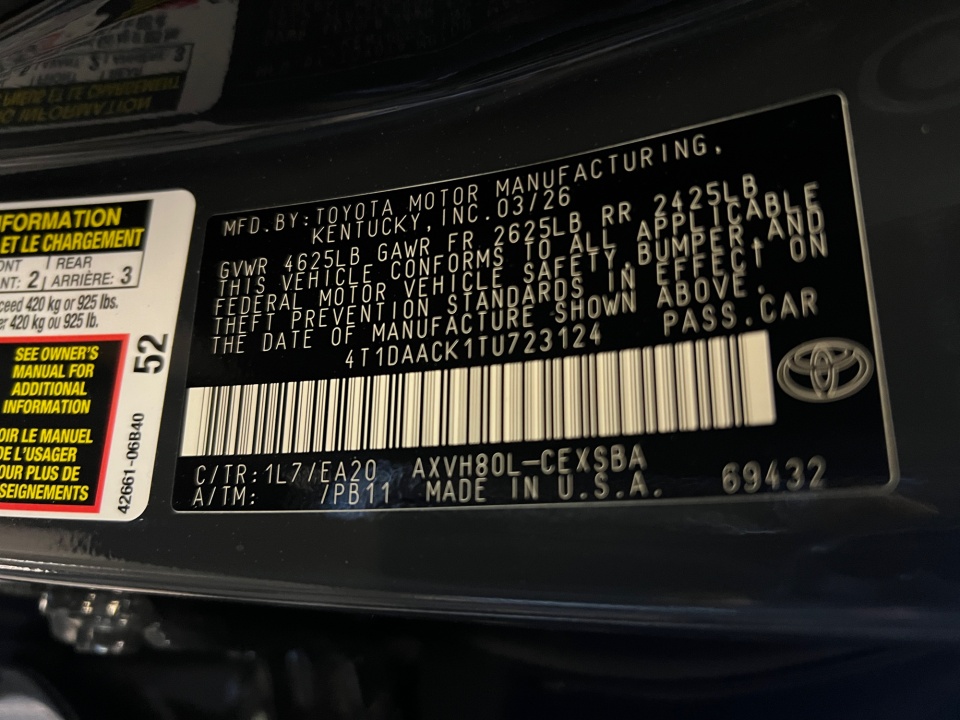 NFORMATION
ET LE CHARGEMENT
ONT
REAR
NT: 2
ARRIÈRE: 3
ceed 420 kg or 925 lbs.
er 420 kg ou 925 lb.
SEE OWNER'S
MANUAL FOR
ADDITIONAL
INFORMATION
OIR LE MANUEL
DE L'USAGER
OUR PLUS DE
SEIGNEMENTS
52
42661-06B40
MFD.BY:TOYOTA MOTOR MANUFACTURING,
KENTUCKY,INC.03/26
GVWR 4625LB GAWR FR 2625LB RR 2425LB
THIS VEHICLE CONFORMS TO ALL APPLICABLE
FEDERAL MOTOR VEHICLE SAFETY,BUMPER,AND
THEFT PREVENTION STANDARDS IN EFFECT ON
THE DATE OF MANUFACTURE SHOWN ABOVE.
4T1DAACK1TU723124 PASS.CAR
C/TR:1L7/EA20 AXVH80L-CEXSBA
A/TM: /PB11 MADE IN U.S.A. 69432